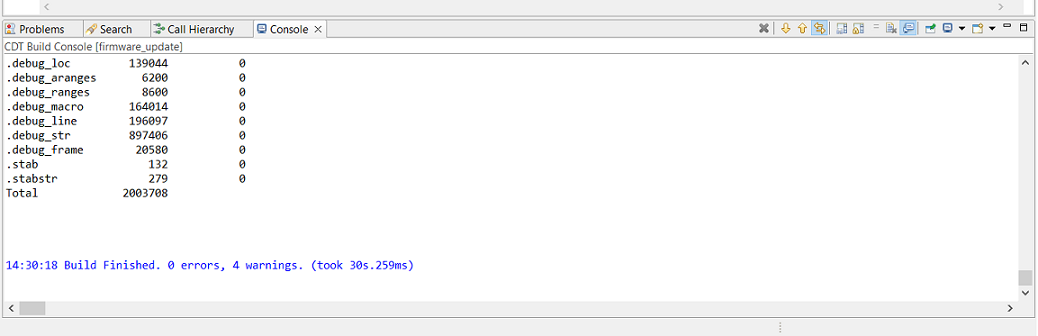 Problems Search Call Hierarchy Console
CDT Build Console [firmware_update]
.debug_loc 139044 0
.debug_aranges 6200 0
.debug_ranges 8600 0
.debug_macro 164014 0
.debug_line 196097 0
.debug_str 897406 0
.debug_frame 20580 0
.stab 132 0
.stabstr 279 0
Total 2003708
14:30:18 Build Finished. 0 errors, 4 warnings. (took 30s.259ms)